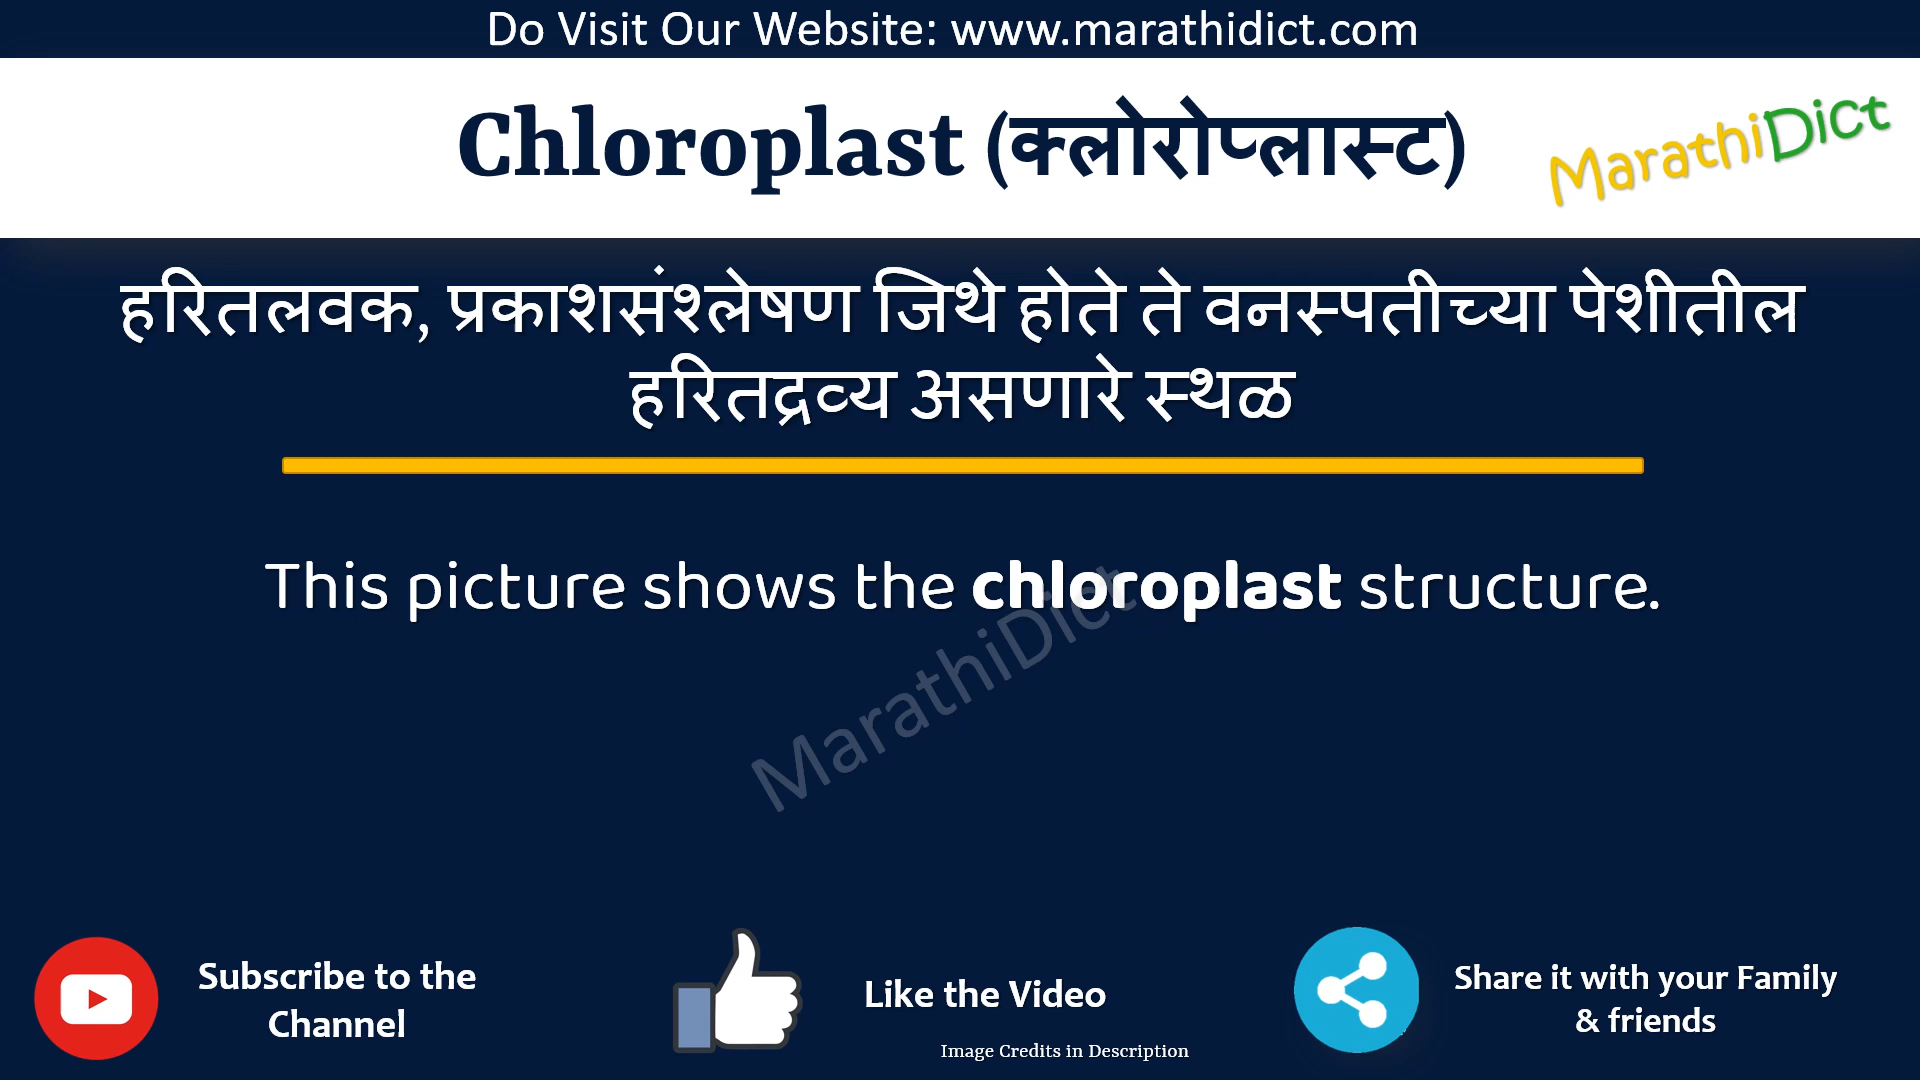 Do Visit Our Website: www.marathidict.com
Chloroplast (क्लोरोप्लास्ट)
MarathiDict
हरितलवक, प्रकाशसंश्लेषण जिथे होते ते वनस्पतीच्या पेशीतील
हरितद्रव्य असणारे स्थळ
This picture shows the chloroplast structure.
MarathiDict
Subscribe to the
Channel
Like the Video
Share it with your Family
& friends
Image Credits in Description